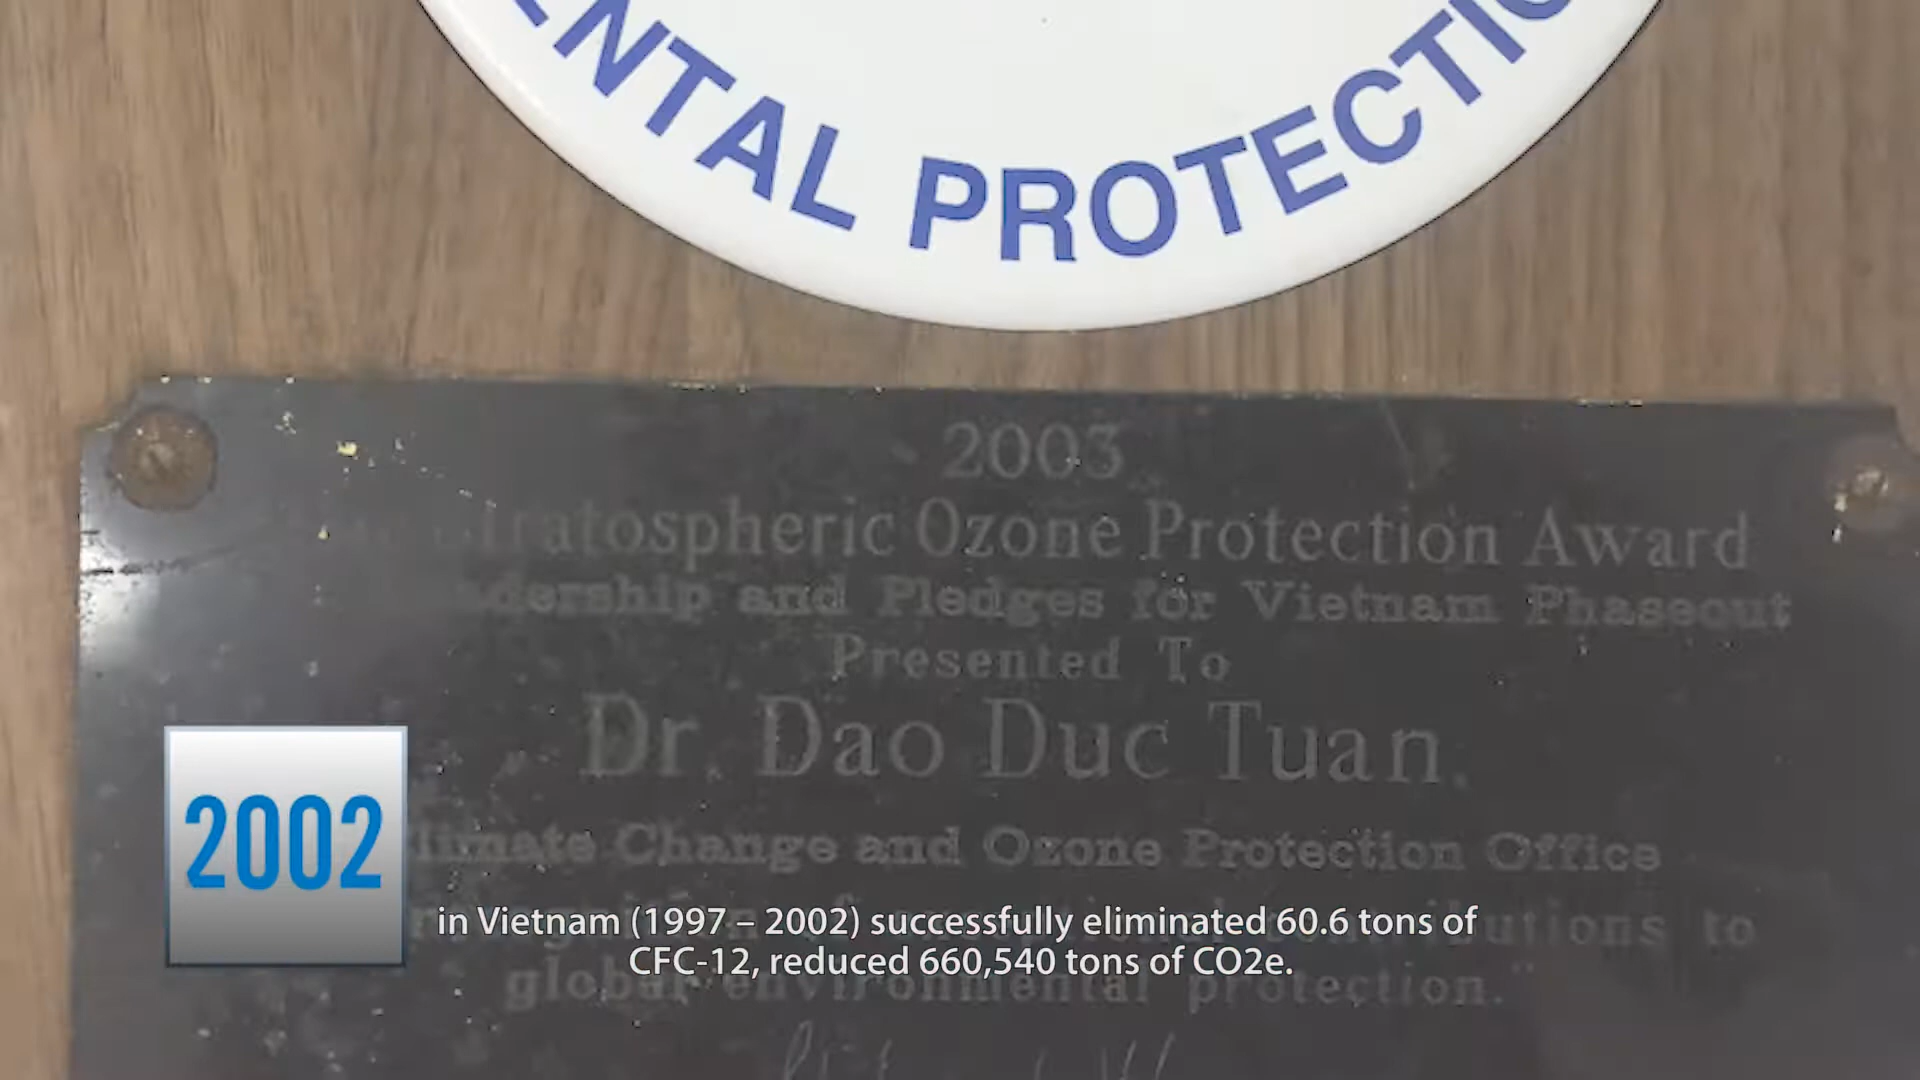 ENTAL PROTECTIO
2003
Stratospheric Ozone Protection Award
Leadership and Pledges for Vietnam Phaseout
Presented To
Dr. Dao Duc Tuan.
Climate Change and Ozone Protection Office
2002
in Vietnam (1997 – 2002) successfully eliminated 60.6 tons of
CFC-12, reduced 660,540 tons of CO2e.
to
global environmental protection."